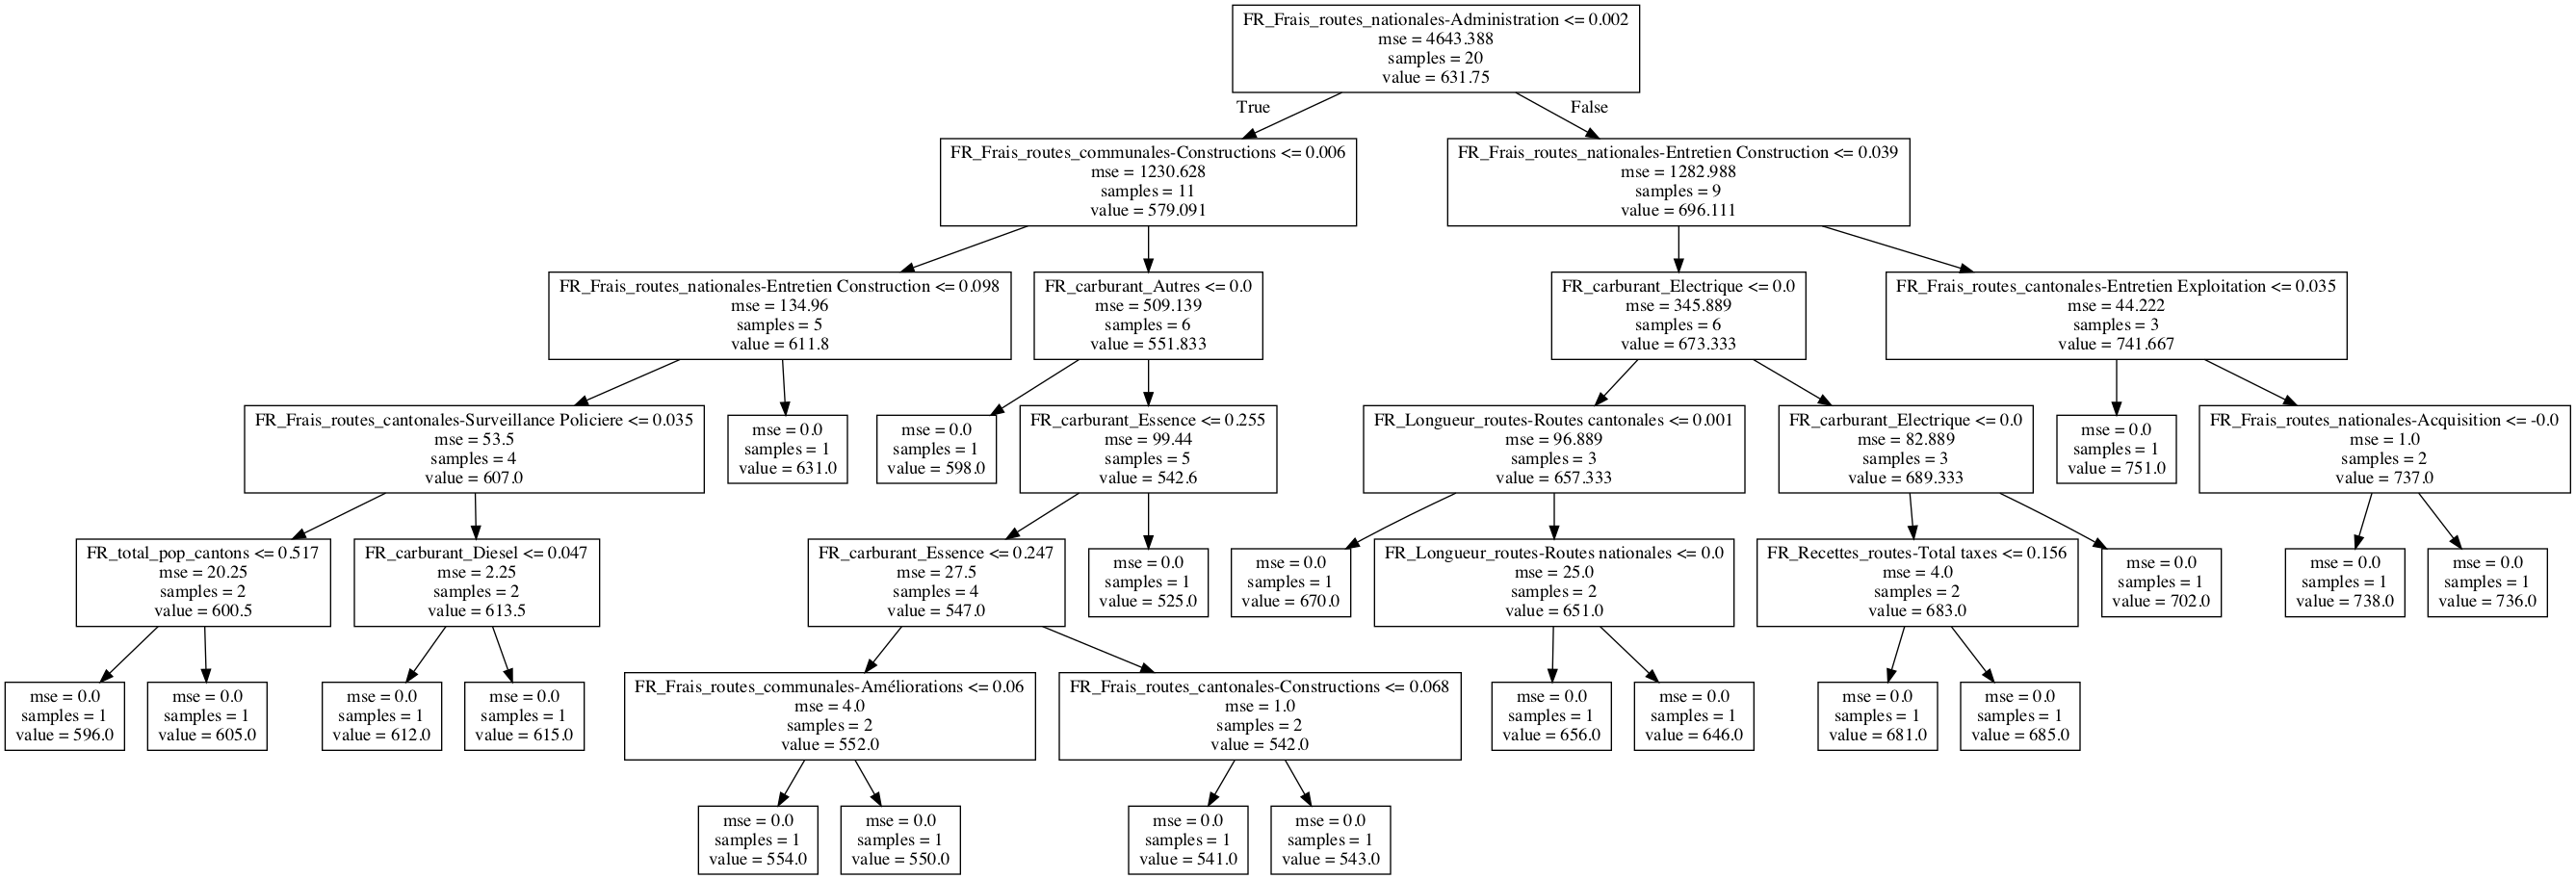 FR_Frais_routes_nationales-Administration <= 0.002
mse = 4643.388
samples = 20
value = 631.75
True
False
FR_Frais_routes_communales-Constructions <= 0.006
mse = 1230.628
samples = 11
value = 579.091
FR_Frais_routes_nationales-Entretien Construction <= 0.039
mse = 1282.988
samples = 9
value = 696.111
FR_Frais_routes_nationales-Entretien Construction <= 0.098
mse = 134.96
samples = 5
value = 611.8
FR_carburant_Autres <= 0.0
mse = 509.139
samples = 6
value = 551.833
FR_carburant_Electrique <= 0.0
mse = 345.889
samples = 6
value = 673.333
FR_Frais_routes_cantonales-Entretien Exploitation <= 0.035
mse = 44.222
samples = 3
value = 741.667
FR_Frais_routes_cantonales-Surveillance Policiere <= 0.035
mse = 53.5
samples = 4
value = 607.0
mse = 0.0
samples = 1
value = 631.0
mse = 0.0
samples = 1
value = 598.0
FR_carburant_Essence <= 0.255
mse = 99.44
samples = 5
value = 542.6
FR_Longueur_routes-Routes cantonales <= 0.001
mse = 96.889
samples = 3
value = 657.333
FR_carburant_Electrique <= 0.0
mse = 82.889
samples = 3
value = 689.333
mse = 0.0
samples = 1
value = 751.0
FR_Frais_routes_nationales-Acquisition <= -0.0
mse = 1.0
samples = 2
value = 737.0
FR_total_pop_cantons <= 0.517
mse = 20.25
samples = 2
value = 600.5
FR_carburant_Diesel <= 0.047
mse = 2.25
samples = 2
value = 613.5
FR_carburant_Essence <= 0.247
mse = 27.5
samples = 4
value = 547.0
mse = 0.0
samples = 1
value = 525.0
mse = 0.0
samples = 1
value = 670.0
FR_Longueur_routes-Routes nationales <= 0.0
mse = 25.0
samples = 2
value = 651.0
FR_Recettes_routes-Total taxes <= 0.156
mse = 4.0
samples = 2
value = 683.0
mse = 0.0
samples = 1
value = 702.0
mse = 0.0
samples = 1
value = 738.0
mse = 0.0
samples = 1
value = 736.0
mse = 0.0
samples = 1
value = 596.0
mse = 0.0
samples = 1
value = 605.0
mse = 0.0
samples = 1
value = 612.0
mse = 0.0
samples = 1
value = 615.0
FR_Frais_routes_communales-Améliorations <= 0.06
mse = 4.0
samples = 2
value = 552.0
FR_Frais_routes_cantonales-Constructions <= 0.068
mse = 1.0
samples = 2
value = 542.0
mse = 0.0
samples = 1
value = 656.0
mse = 0.0
samples = 1
value = 646.0
mse = 0.0
samples = 1
value = 681.0
mse = 0.0
samples = 1
value = 685.0
mse = 0.0
samples = 1
value = 554.0
mse = 0.0
samples = 1
value = 550.0
mse = 0.0
samples = 1
value = 541.0
mse = 0.0
samples = 1
value = 543.0